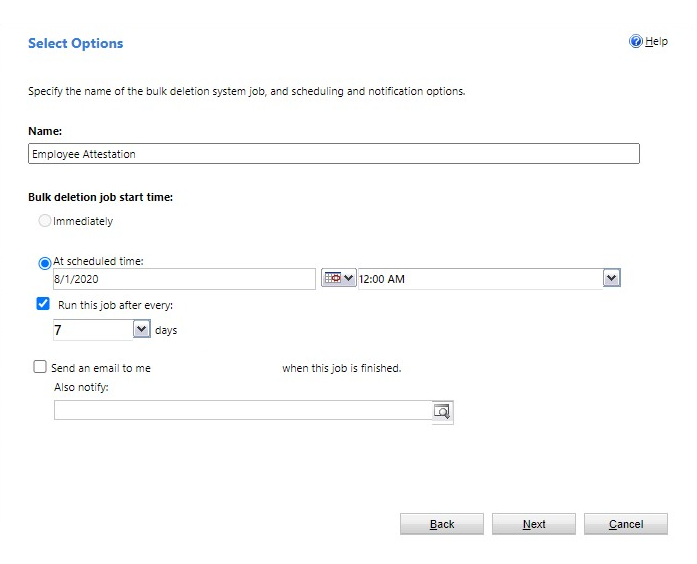 Select Options
Help
Specify the name of the bulk deletion system job, and scheduling and notification options.
Name:
Employee Attestation
Bulk deletion job start time:
Immediately
At scheduled time:
8/1/2020 12:00 AM
Run this job after every:
7 days
Send an email to me when this job is finished.
Also notify:
Back Next Cancel